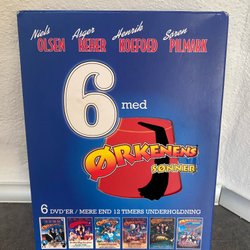 Niels Asger Henrik Søren
OLSEN REHER KOEFOED PILMARK
6 med
ØRKENENS
SØNNER
6 DVD'ER / MERE END 12 TIMERS UNDERHOLDNING